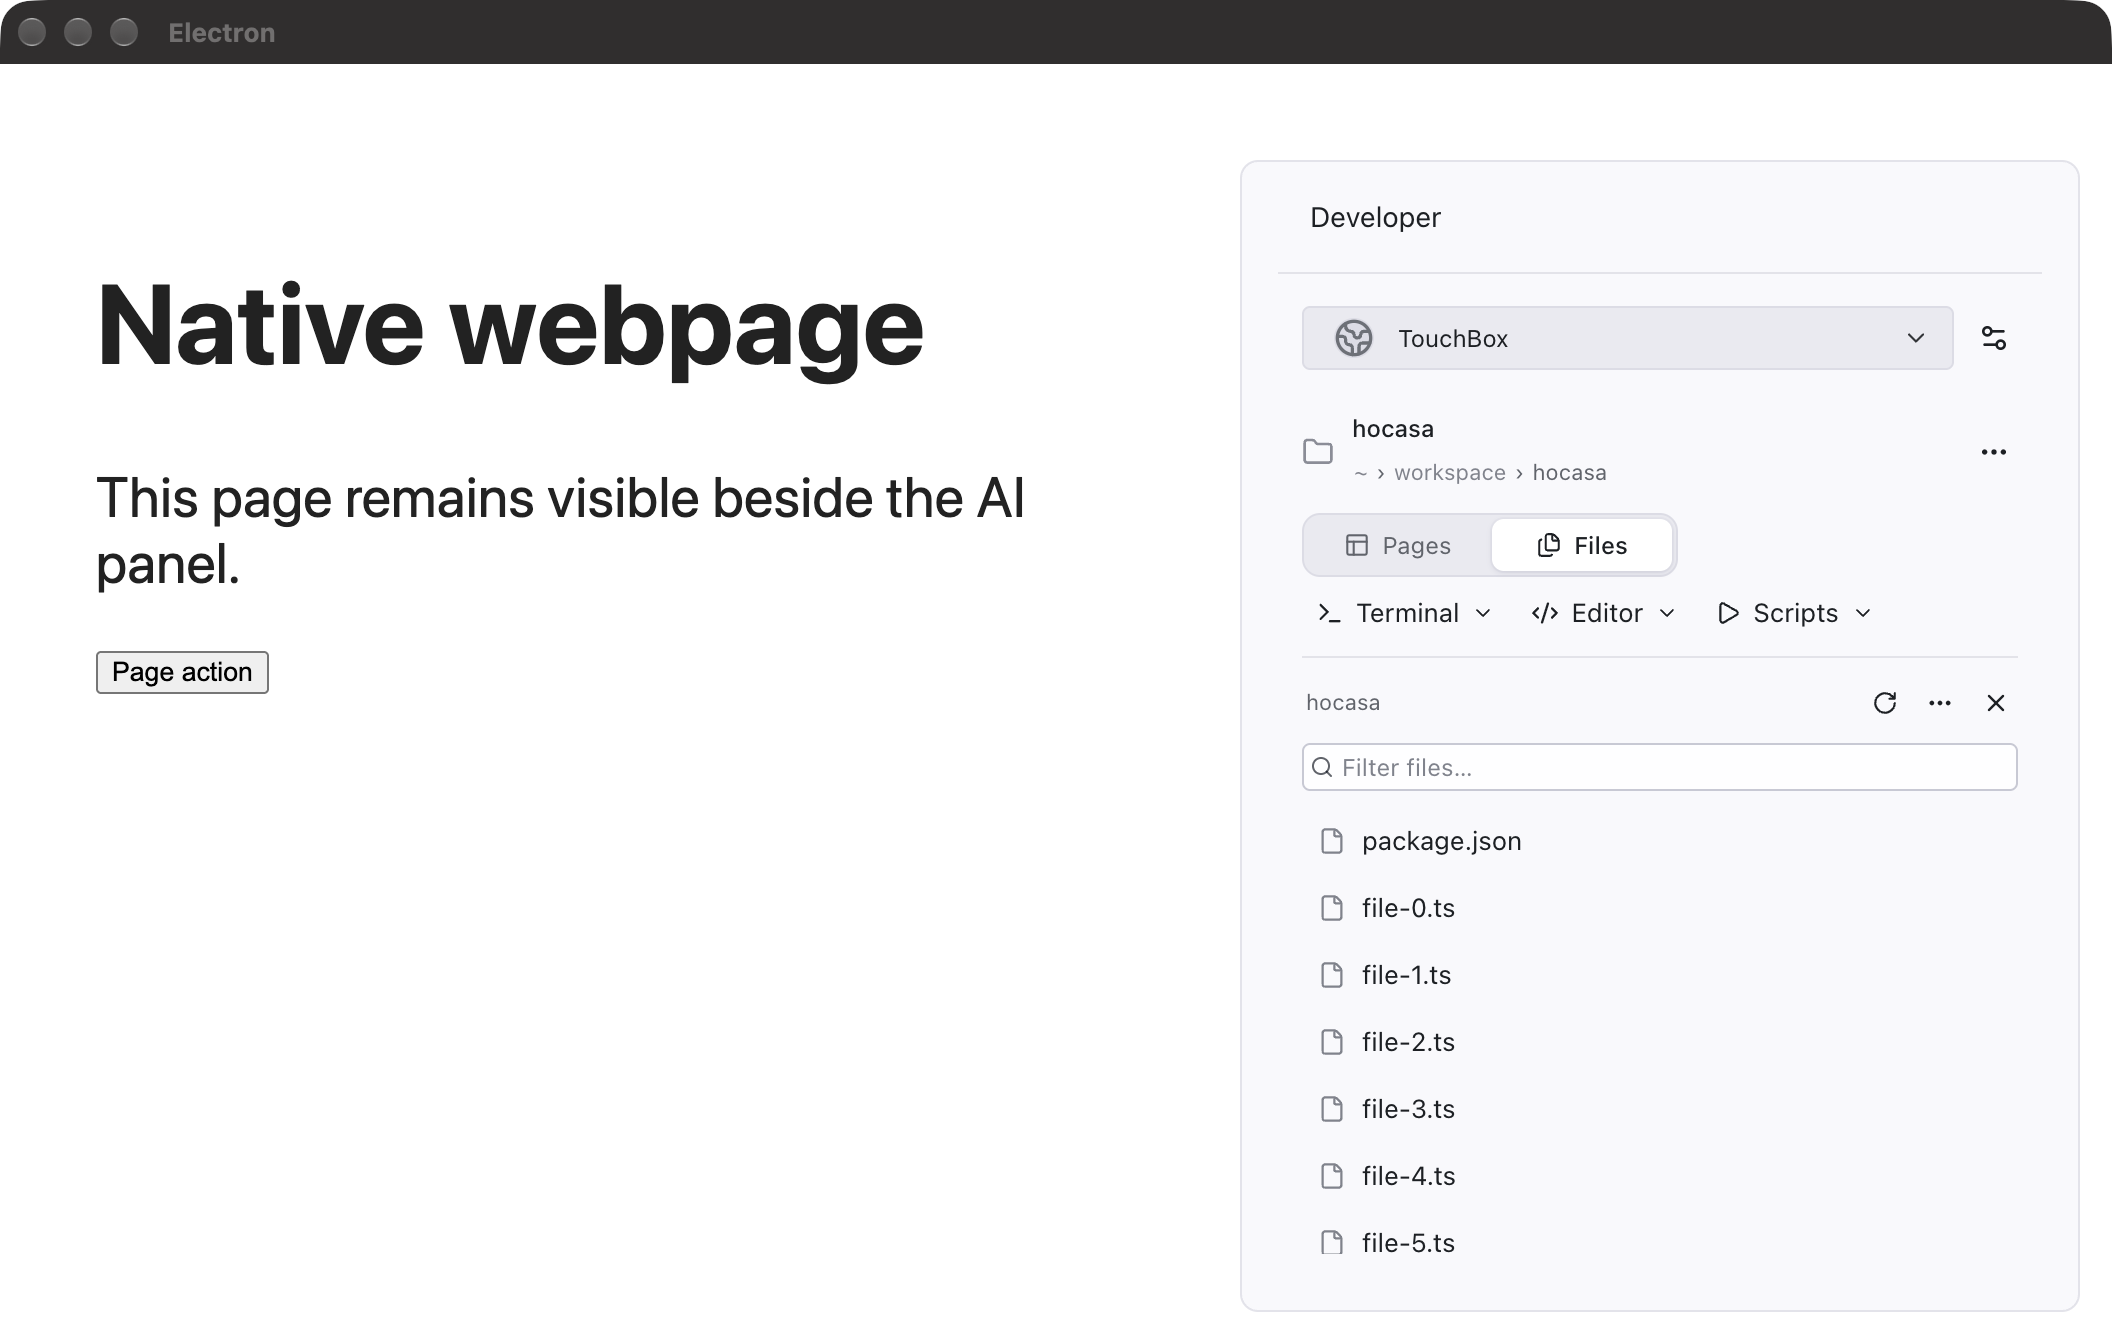 Electron
Native webpage
This page remains visible beside the AI
panel.
Page action
Developer
TouchBox
hocasa
~ › workspace › hocasa
Pages Files
Terminal Editor Scripts
hocasa
Filter files...
package.json
file-0.ts
file-1.ts
file-2.ts
file-3.ts
file-4.ts
file-5.ts